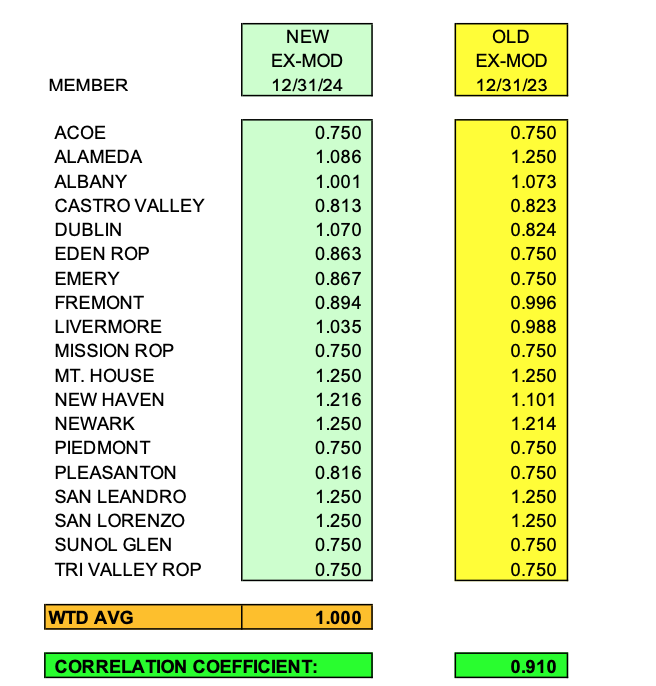 NEW OLD
EX-MOD EX-MOD
MEMBER 12/31/24 12/31/23
ACOE 0.750 0.750
ALAMEDA 1.086 1.250
ALBANY 1.001 1.073
CASTRO VALLEY 0.813 0.823
DUBLIN 1.070 0.824
EDEN ROP 0.863 0.750
EMERY 0.867 0.750
FREMONT 0.894 0.996
LIVERMORE 1.035 0.988
MISSION ROP 0.750 0.750
MT. HOUSE 1.250 1.250
NEW HAVEN 1.216 1.101
NEWARK 1.250 1.214
PIEDMONT 0.750 0.750
PLEASANTON 0.816 0.750
SAN LEANDRO 1.250 1.250
SAN LORENZO 1.250 1.250
SUNOL GLEN 0.750 0.750
TRI VALLEY ROP 0.750 0.750
WTD AVG 1.000
CORRELATION COEFFICIENT: 0.910